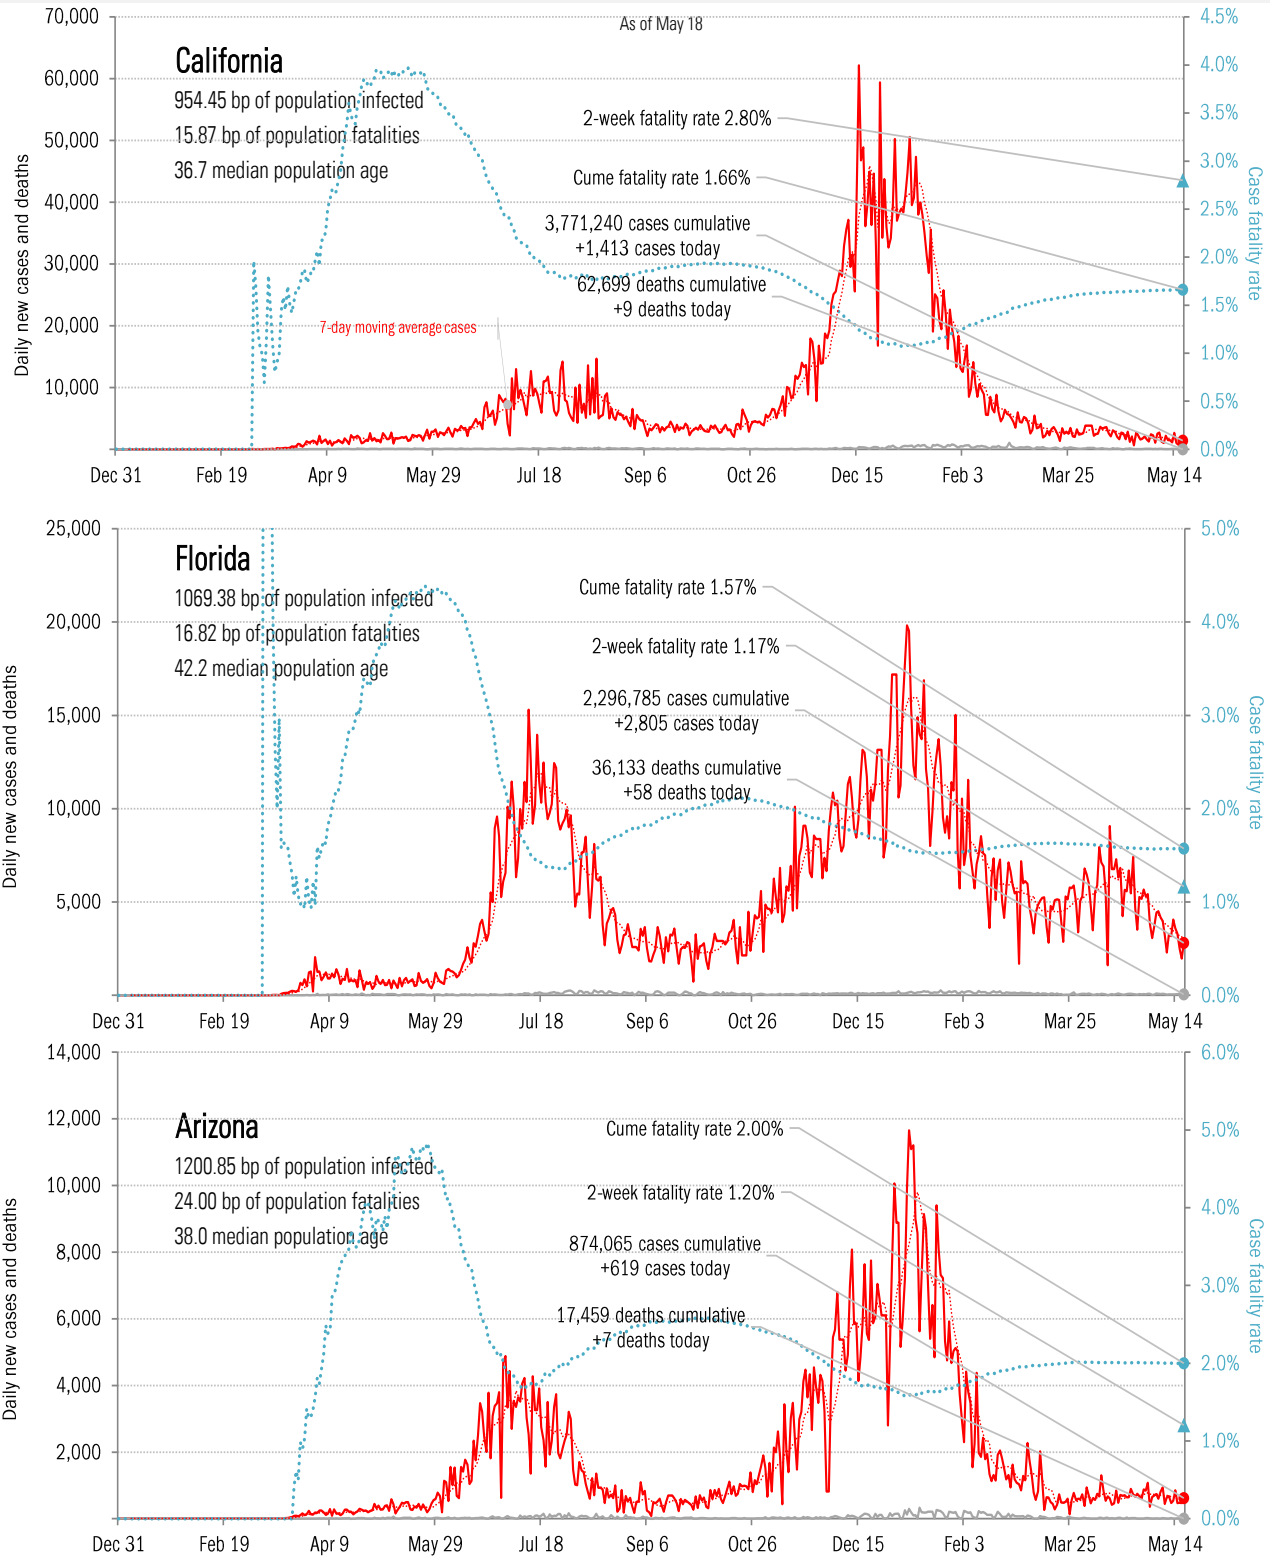 As of May 18
70,000
60,000
50,000
40,000
30,000
20,000
10,000
Daily new cases and deaths
California
954.45 bp of population infected
15.87 bp of population fatalities
36.7 median population age
2-week fatality rate 2.80%
Cume fatality rate 1.66%
3,771,240 cases cumulative
+1,413 cases today
62,699 deaths cumulative
+9 deaths today
7-day moving average cases
4.5%
4.0%
3.5%
3.0%
2.5%
2.0%
1.5%
1.0%
0.5%
0.0%
Case fatality rate
Dec 31 Feb 19 Apr 9 May 29 Jul 18 Sep 6 Oct 26 Dec 15 Feb 3 Mar 25 May 14
25,000
20,000
15,000
10,000
5,000
Daily new cases and deaths
Florida
1069.38 bp of population infected
16.82 bp of population fatalities
42.2 median population age
Cume fatality rate 1.57%
2-week fatality rate 1.17%
2,296,785 cases cumulative
+2,805 cases today
36,133 deaths cumulative
+58 deaths today
5.0%
4.0%
3.0%
2.0%
1.0%
0.0%
Case fatality rate
Dec 31 Feb 19 Apr 9 May 29 Jul 18 Sep 6 Oct 26 Dec 15 Feb 3 Mar 25 May 14
14,000
12,000
10,000
8,000
6,000
4,000
2,000
Daily new cases and deaths
Arizona
1200.85 bp of population infected
24.00 bp of population fatalities
38.0 median population age
Cume fatality rate 2.00%
2-week fatality rate 1.20%
874,065 cases cumulative
+619 cases today
17,459 deaths cumulative
+7 deaths today
6.0%
5.0%
4.0%
3.0%
2.0%
1.0%
0.0%
Case fatality rate
Dec 31 Feb 19 Apr 9 May 29 Jul 18 Sep 6 Oct 26 Dec 15 Feb 3 Mar 25 May 14